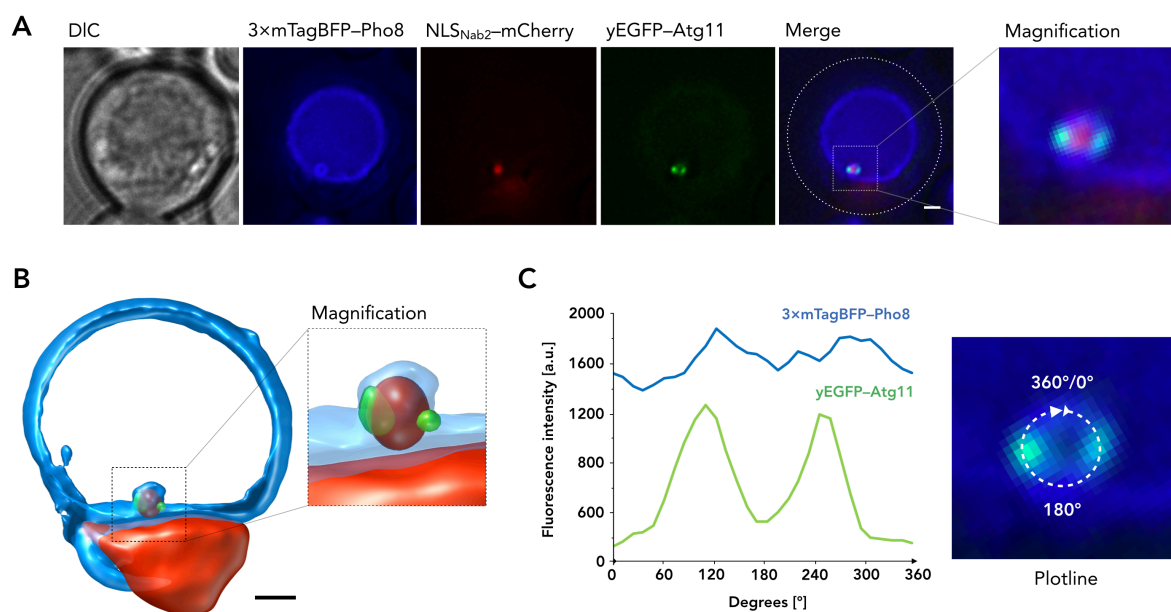 A
DIC
3×mTagBFP–Pho8
NLSNab2–mCherry
yEGFP–Atg11
Merge
Magnification
B
Magnification
C
2000
1600
1200
800
600
0
Fluorescence intensity [a.u.]
3×mTagBFP–Pho8
yEGFP–Atg11
0
60
120
180
240
300
360
Degrees [°]
360°/0°
180°
Plotline